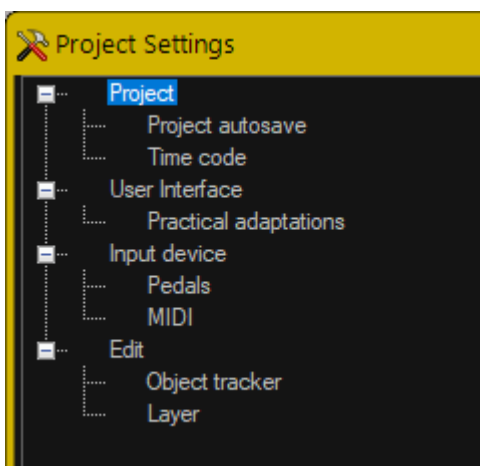 Project Settings
Project
Project autosave
Time code
User Interface
Practical adaptations
Input device
Pedals
MIDI
Edit
Object tracker
Layer